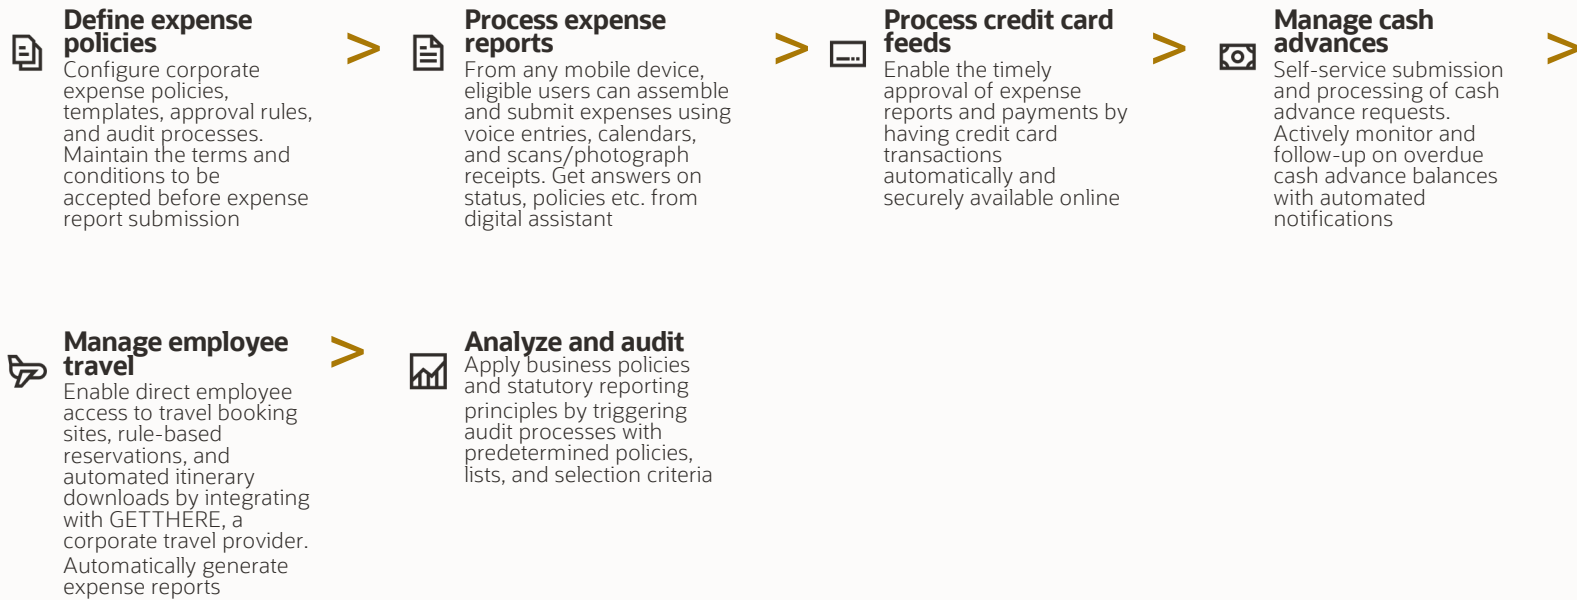 Define expense
policies
Configure corporate
expense policies,
templates, approval rules,
and audit processes.
Maintain the terms and
conditions to be
accepted before expense
report submission
>
Process expense
reports
From any mobile device,
eligible users can assemble
and submit expenses using
voice entries, calendars,
and scans/photograph
receipts. Get answers on
status, policies etc. from
digital assistant
>
Process credit card
feeds
Enable the timely
approval of expense
reports and payments by
having credit card
transactions
automatically and
securely available online
>
Manage cash
advances
Self-service submission
and processing of cash
advance requests.
Actively monitor and
follow-up on overdue
cash advance balances
with automated
notifications
>
Manage employee
travel
Enable direct employee
access to travel booking
sites, rule-based
reservations, and
automated itinerary
downloads by integrating
with GETTHERE, a
corporate travel provider.
Automatically generate
expense reports
>
Analyze and audit
Apply business policies
and statutory reporting
principles by triggering
audit processes with
predetermined policies,
lists, and selection criteria